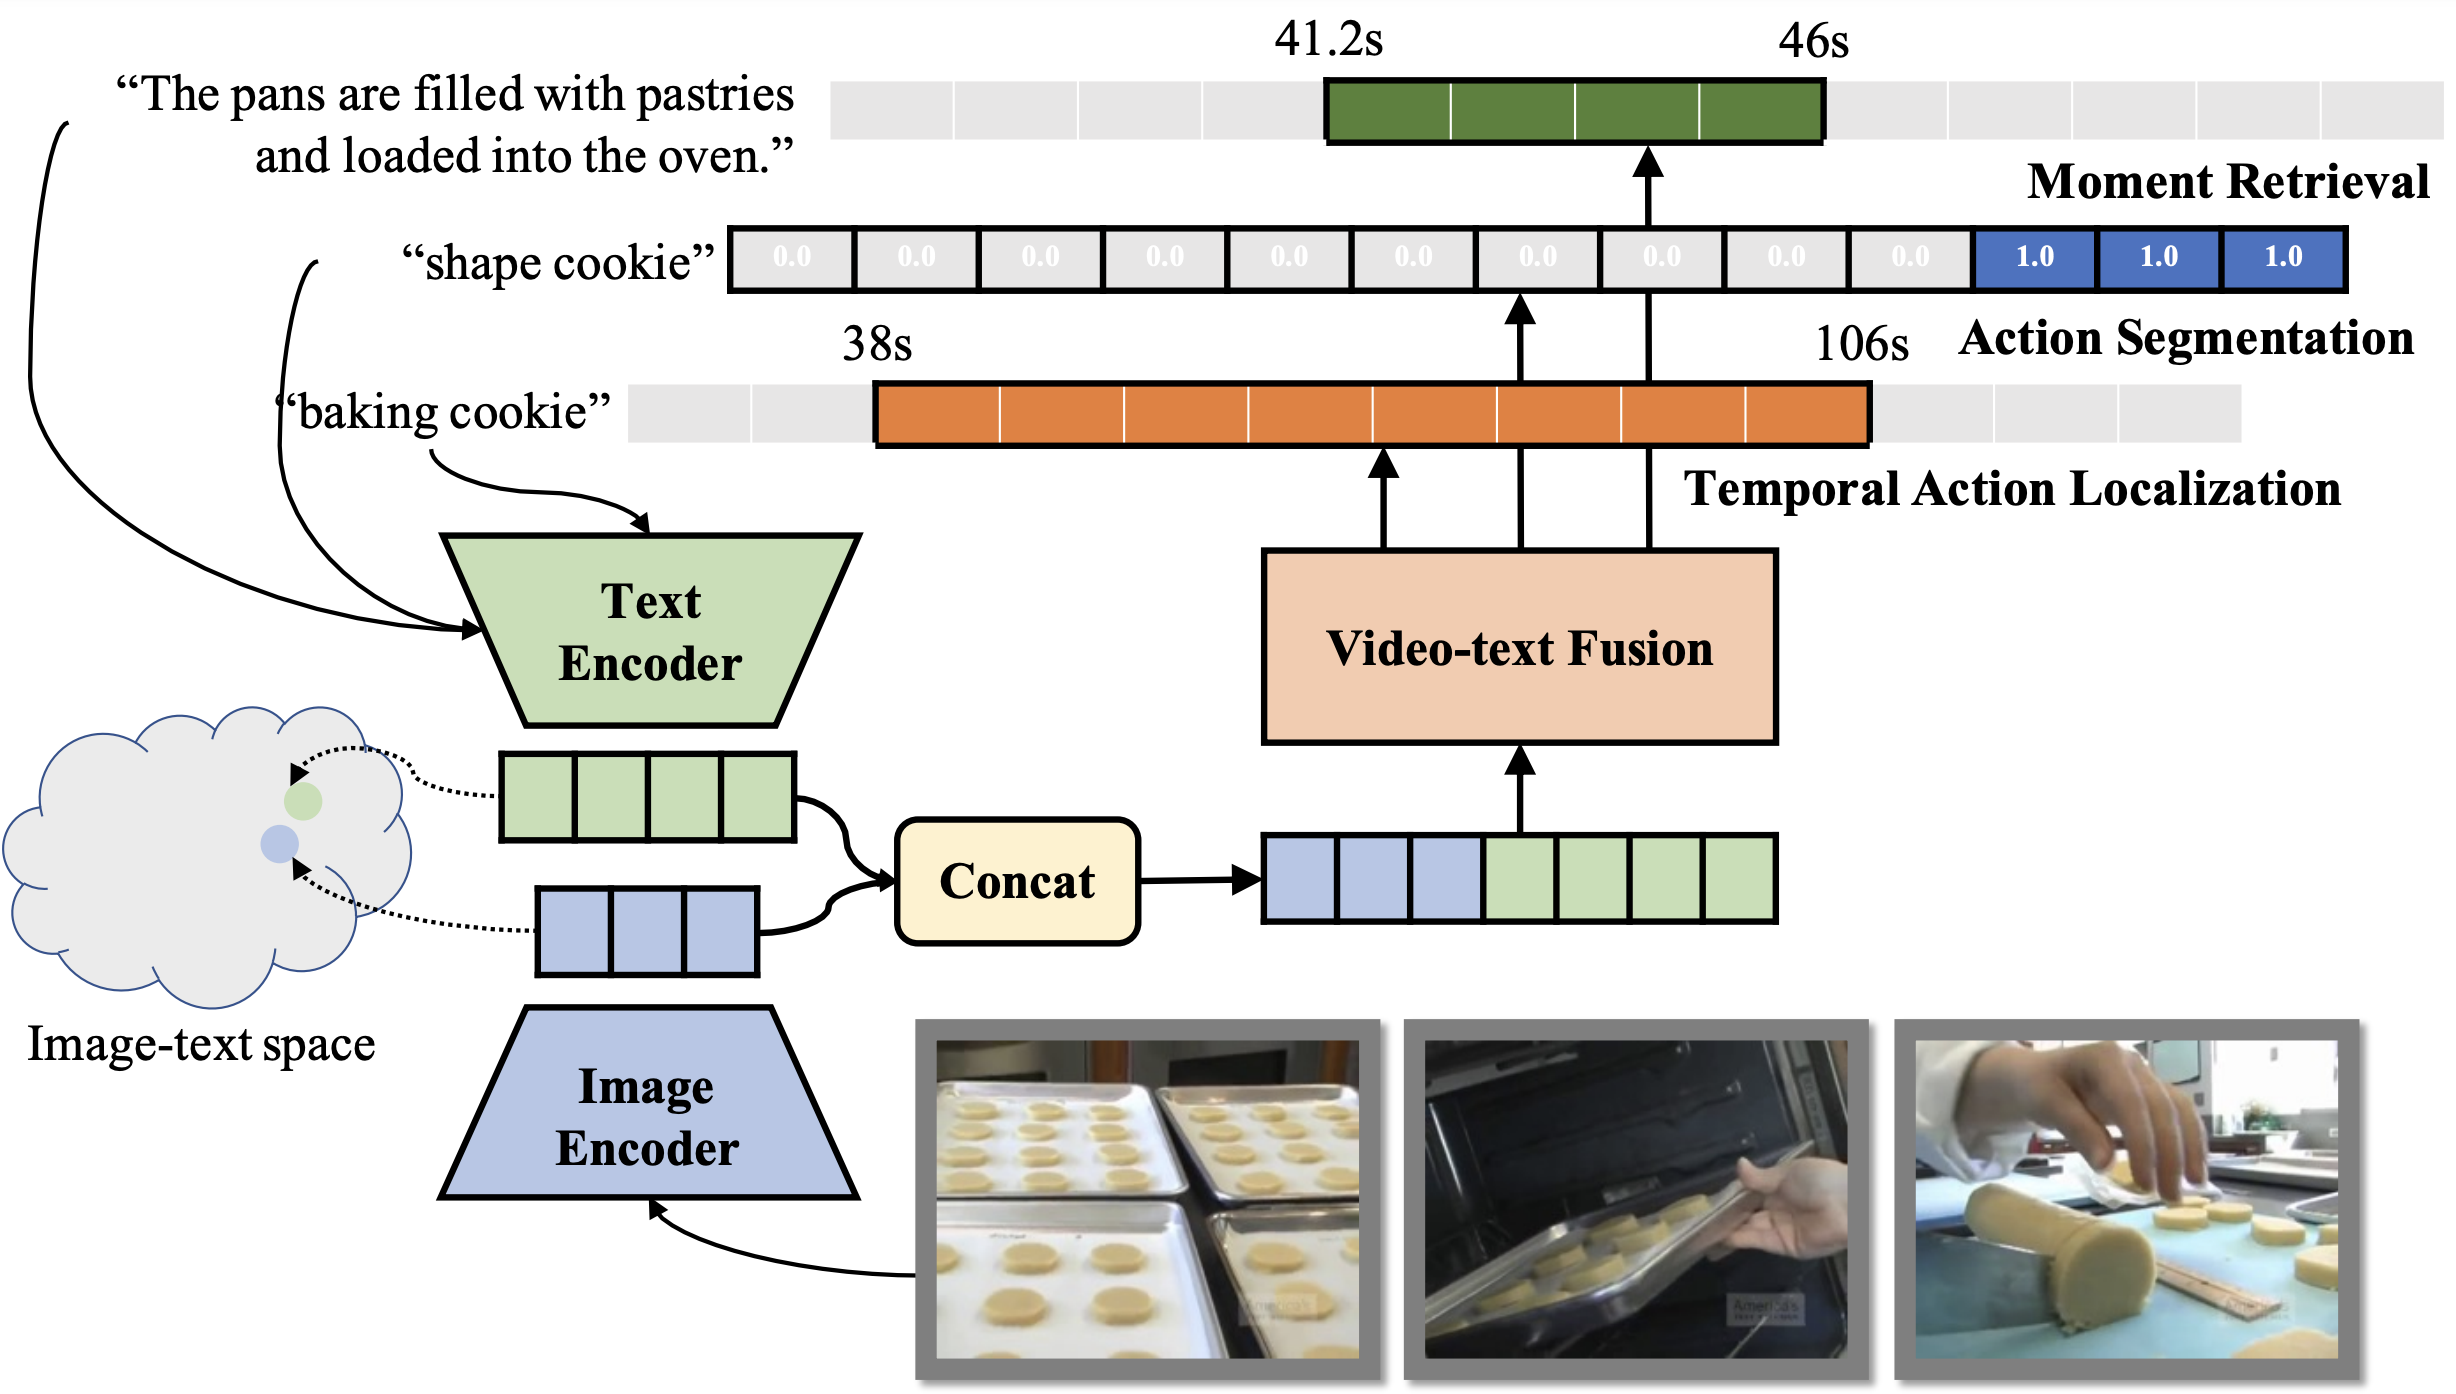 41.2s 46s
“The pans are filled with pastries
and loaded into the oven.”
Moment Retrieval
“shape cookie” 0.0 0.0 0.0 0.0 0.0 0.0 0.0 0.0 0.0 0.0 1.0 1.0 1.0
38s 106s Action Segmentation
“baking cookie”
Temporal Action Localization
Text
Encoder
Video-text Fusion
Concat
Image-text space
Image
Encoder
America's
America's
America's